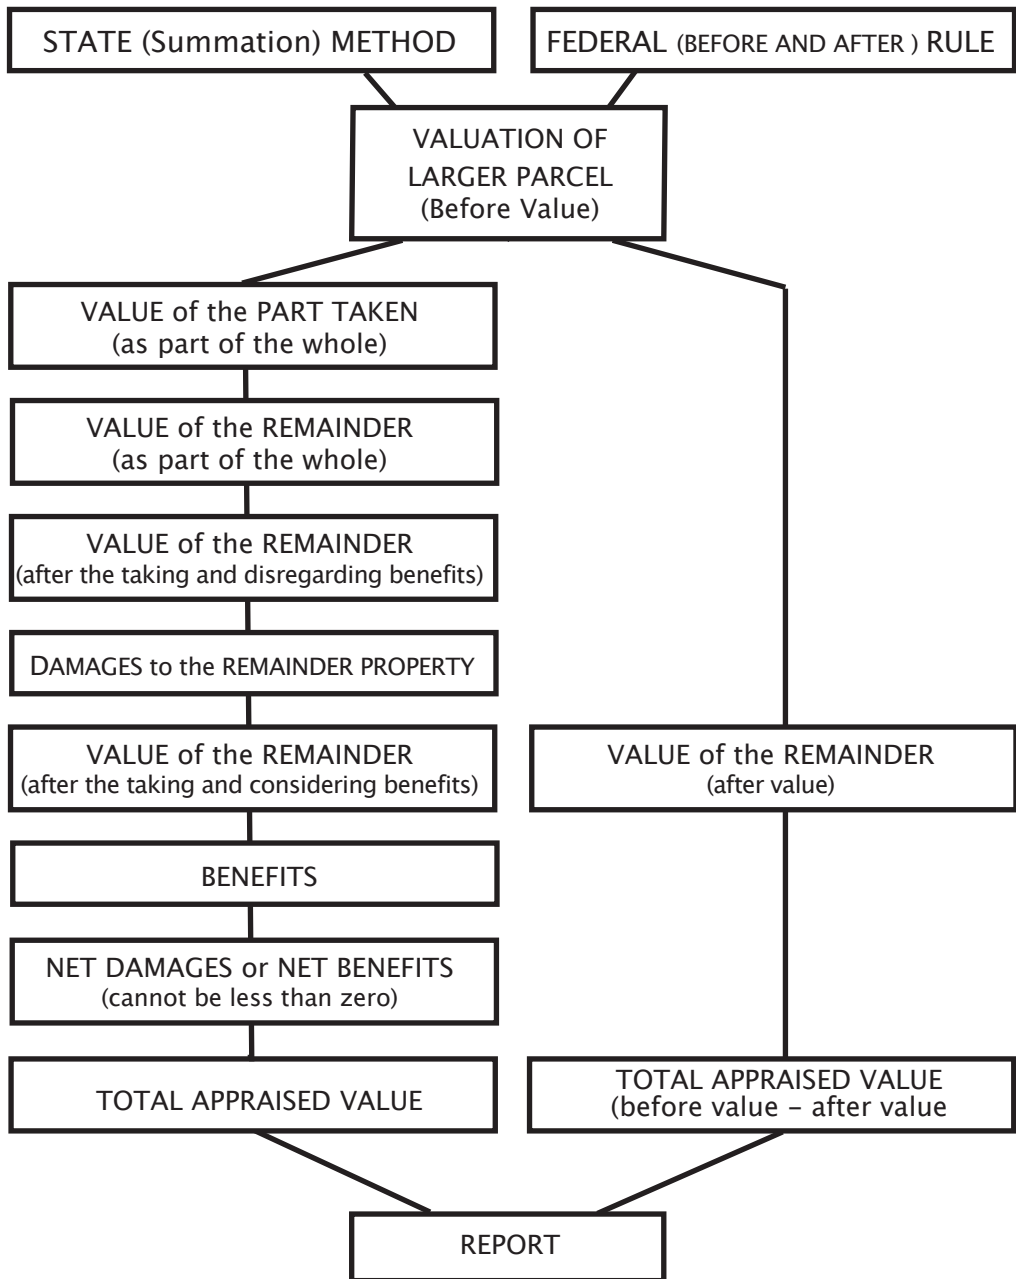 STATE (Summation) METHOD
FEDERAL (BEFORE AND AFTER ) RULE
VALUATION OF
LARGER PARCEL
(Before Value)
VALUE of the PART TAKEN
(as part of the whole)
VALUE of the REMAINDER
(as part of the whole)
VALUE of the REMAINDER
(after the taking and disregarding benefits)
DAMAGES to the REMAINDER PROPERTY
VALUE of the REMAINDER
(after the taking and considering benefits)
VALUE of the REMAINDER
(after value)
BENEFITS
NET DAMAGES or NET BENEFITS
(cannot be less than zero)
TOTAL APPRAISED VALUE
TOTAL APPRAISED VALUE
(before value – after value
REPORT